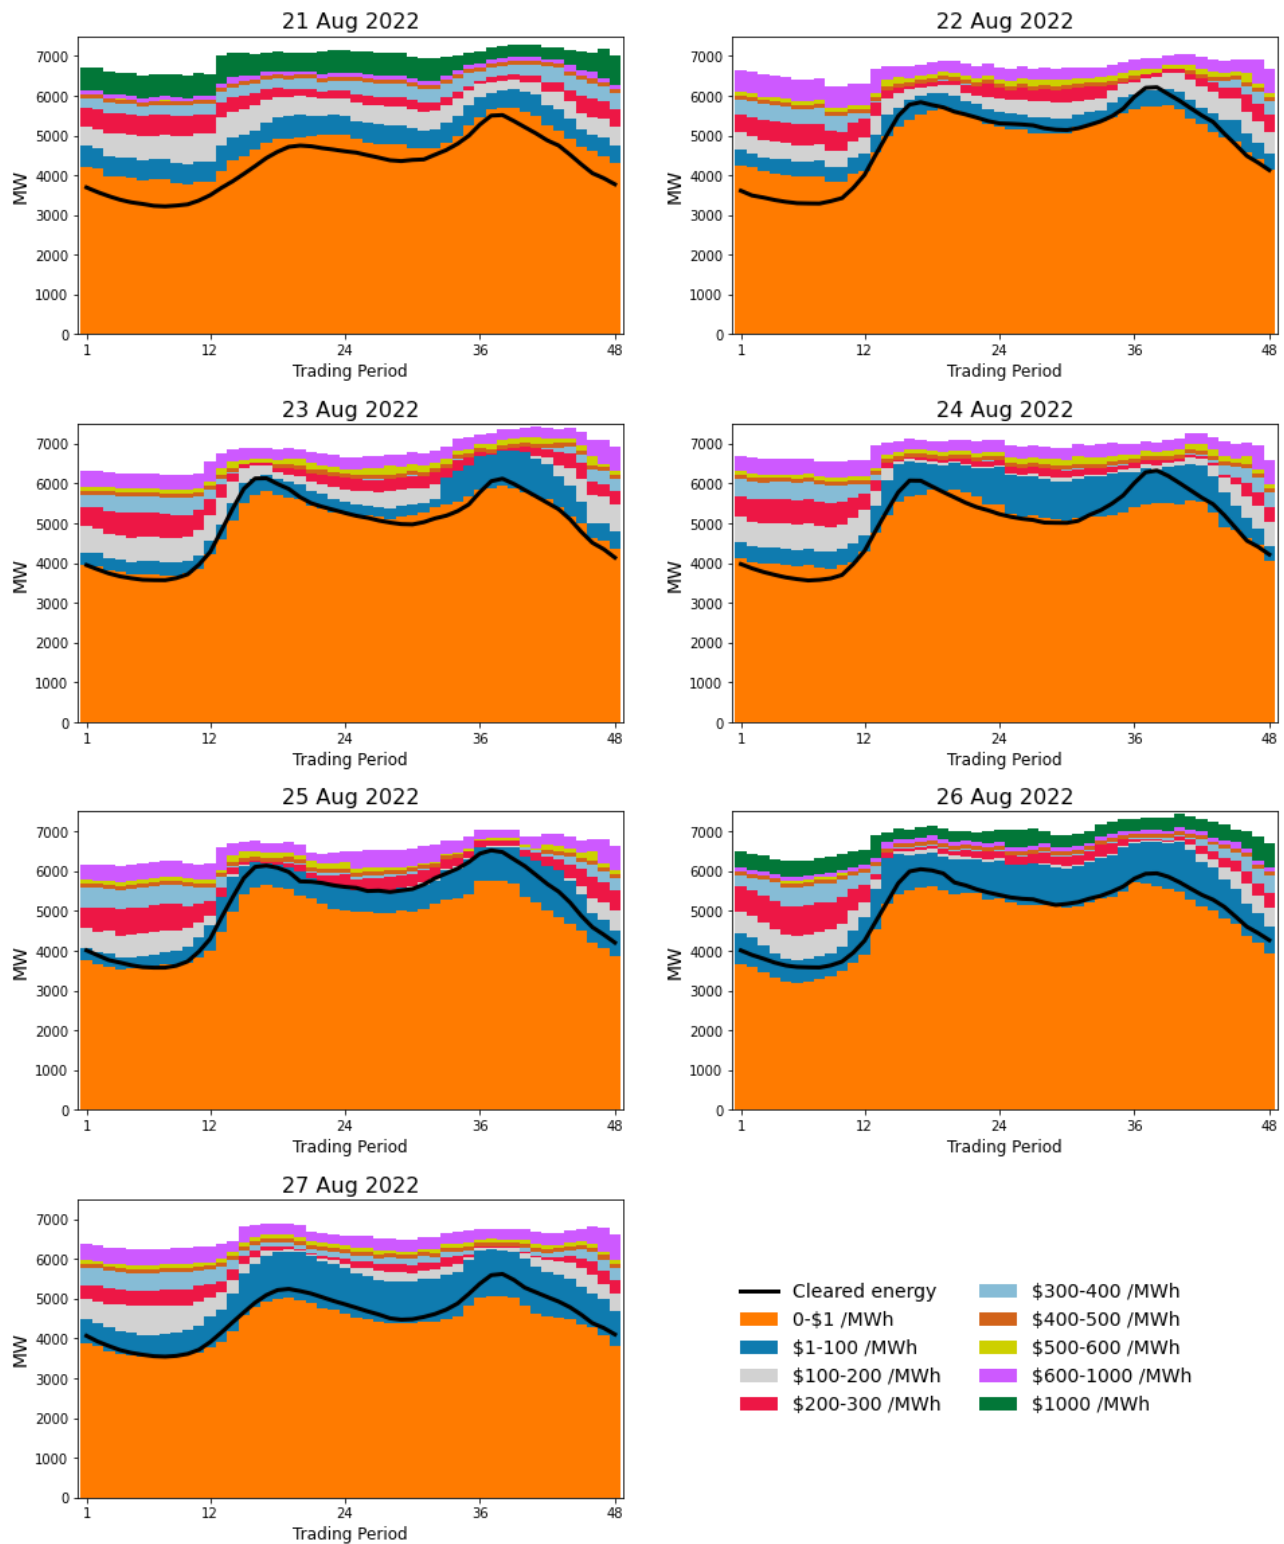 21 Aug 2022
7000
6000
5000
4000
3000
2000
1000
0
MW
1 12 24 36 48
Trading Period
22 Aug 2022
7000
6000
5000
4000
3000
2000
1000
0
MW
1 12 24 36 48
Trading Period
23 Aug 2022
7000
6000
5000
4000
3000
2000
1000
0
MW
1 12 24 36 48
Trading Period
24 Aug 2022
7000
6000
5000
4000
3000
2000
1000
0
MW
1 12 24 36 48
Trading Period
25 Aug 2022
7000
6000
5000
4000
3000
2000
1000
0
MW
1 12 24 36 48
Trading Period
26 Aug 2022
7000
6000
5000
4000
3000
2000
1000
0
MW
1 12 24 36 48
Trading Period
27 Aug 2022
7000
6000
5000
4000
3000
2000
1000
0
MW
1 12 24 36 48
Trading Period
Cleared energy
0-$1 /MWh
$1-100 /MWh
$100-200 /MWh
$200-300 /MWh
$300-400 /MWh
$400-500 /MWh
$500-600 /MWh
$600-1000 /MWh
$1000 /MWh